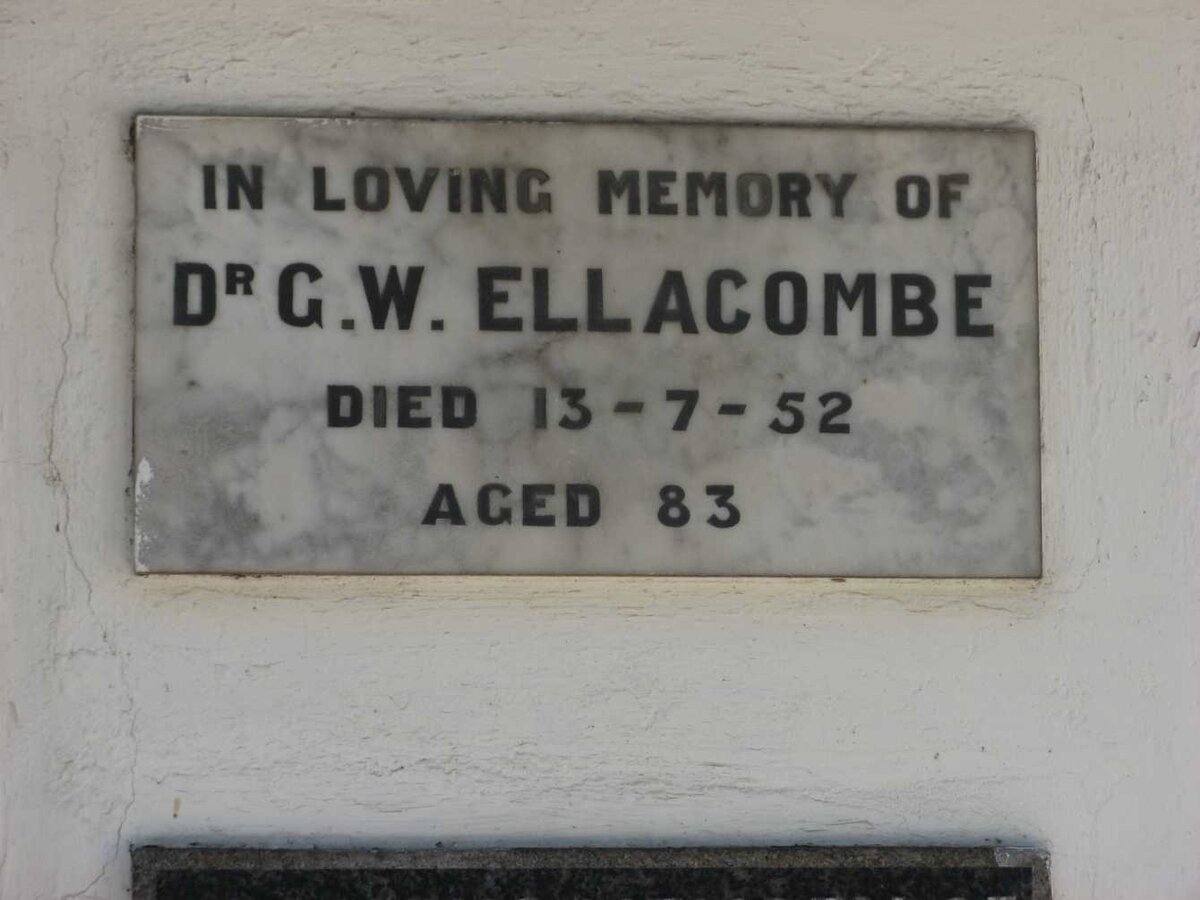 IN LOVING MEMORY OF
DR G.W. ELLACOMBE
DIED 13-7-52
AGED 83